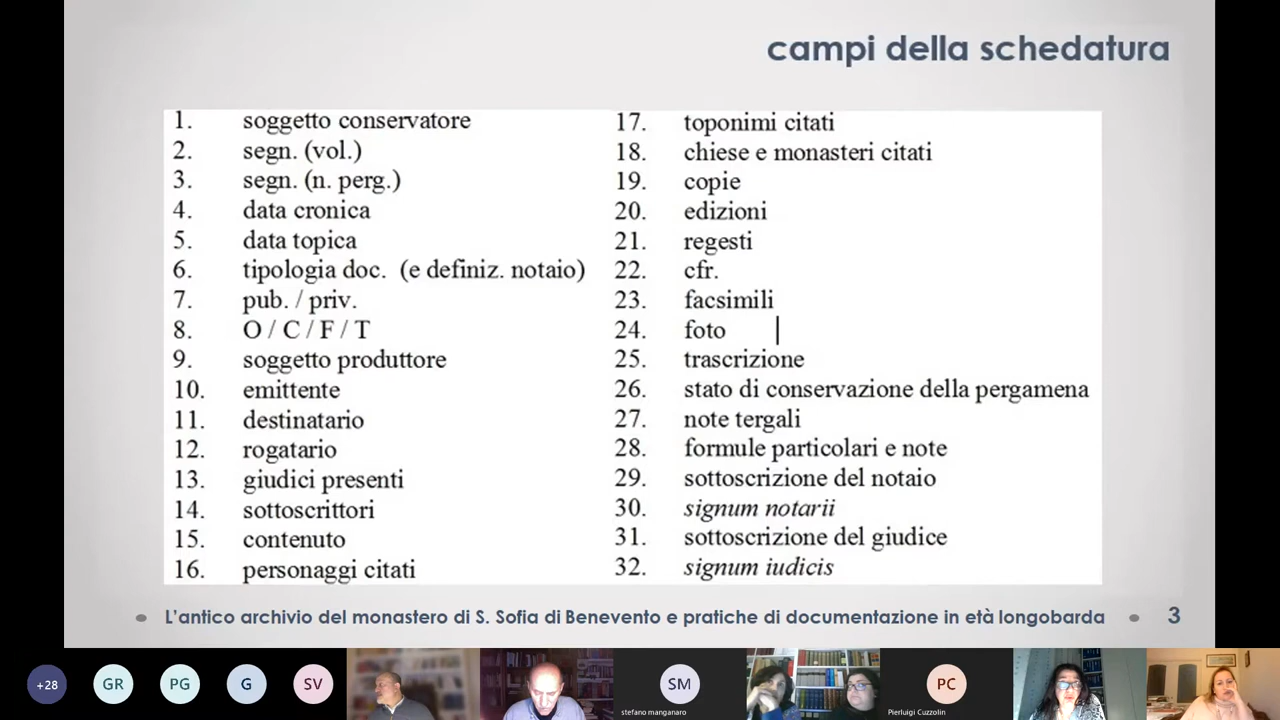 campi della schedatura
1. soggetto conservatore
2. segn. (vol.)
3. segn. (n. perg.)
4. data cronica
5. data topica
6. tipologia doc. (e definiz. notaio)
7. pub. / priv.
8. O / C / F / T
9. soggetto produttore
10. emittente
11. destinatario
12. rogatario
13. giudici presenti
14. sottoscrittori
15. contenuto
16. personaggi citati
17. toponimi citati
18. chiese e monasteri citati
19. copie
20. edizioni
21. regesti
22. cfr.
23. facsimili
24. foto
25. trascrizione
26. stato di conservazione della pergamena
27. note tergali
28. formule particolari e note
29. sottoscrizione del notaio
30. signum notarii
31. sottoscrizione del giudice
32. signum iudicis
• L'antico archivio del monastero di S. Sofia di Benevento e pratiche di documentazione in età longobarda • 3
+28 GR PG G SV SM PC
stefano manganaro Pierluigi Cuzzolin